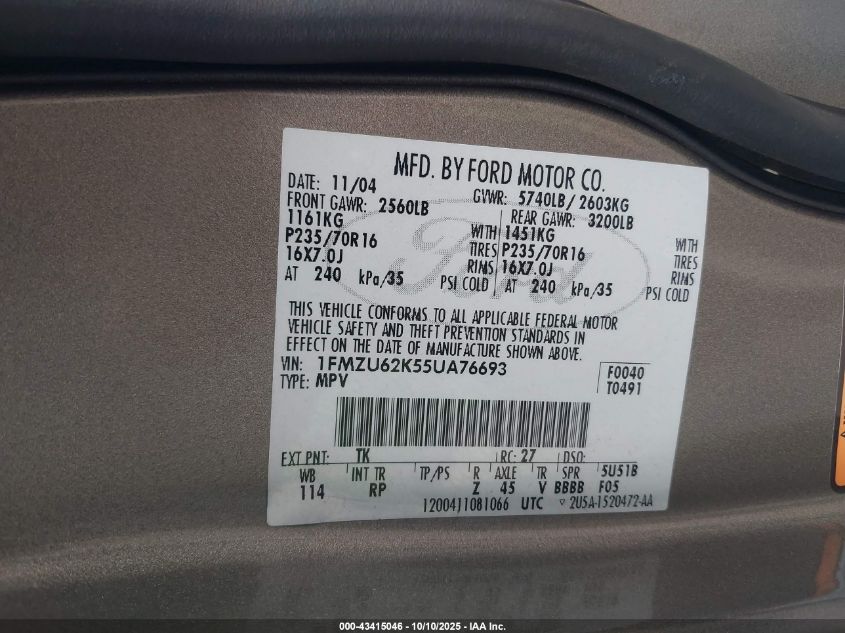 MFD. BY FORD MOTOR CO.
DATE: 11/04 GVWR: 5740LB / 2603KG
FRONT GAWR: 2560LB REAR GAWR: 3200LB
1161KG WITH 1451KG WITH
P235/70R16 TIRES P235/70R16 TIRES
16X7.0J RIMS 16X7.0J RIMS
AT 240 kPa/35 PSI COLD AT 240 kPa/35 PSI COLD
Ford
THIS VEHICLE CONFORMS TO ALL APPLICABLE FEDERAL MOTOR
VEHICLE SAFETY AND THEFT PREVENTION STANDARDS IN
EFFECT ON THE DATE OF MANUFACTURE SHOWN ABOVE.
VIN: 1FMZU62K55UA76693 F0040
TYPE: MPV T0491
EXT PNT: TK RC: 27 DSO:
WB INT TR TP/PS R AXLE TR SPR 5U51B
114 RP Z 45 V BBBB F05
1200411081066 UTC ▽ 2U5A-1520472-AA
000-43415046 - 10/10/2025 - IAA Inc.